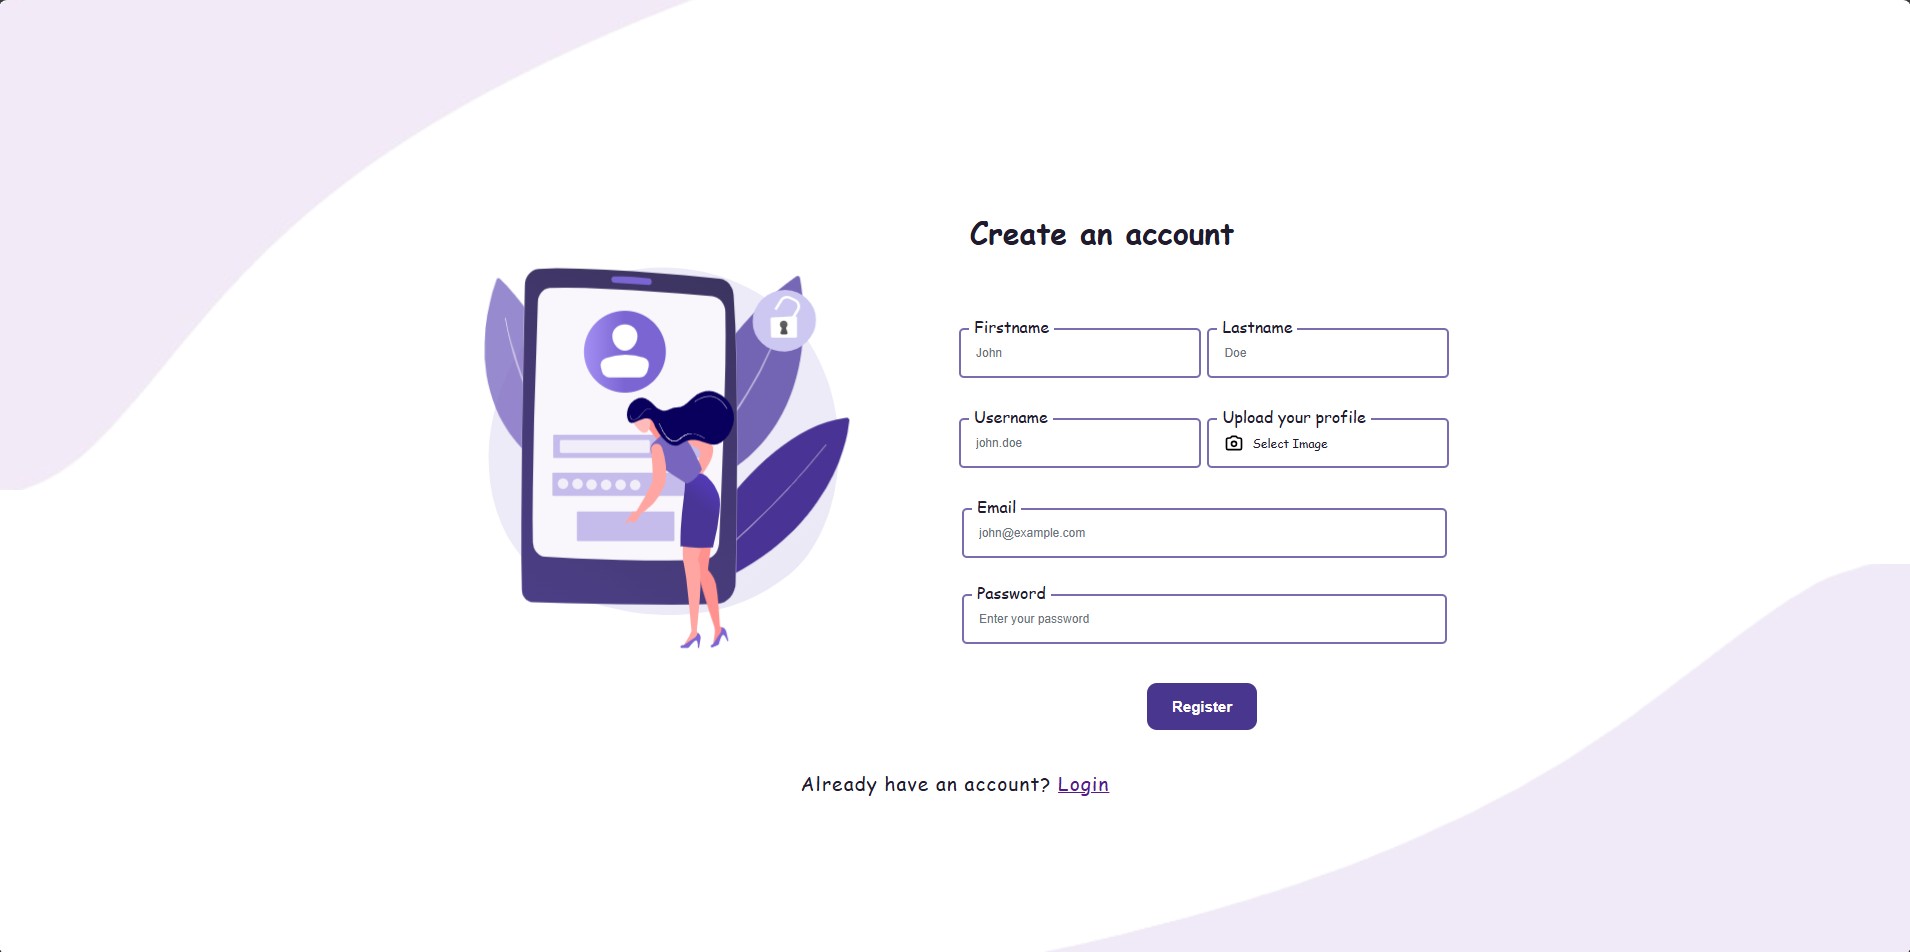 Create an account
Firstname
John
Lastname
Doe
Username
john.doe
Upload your profile
Select Image
Email
john@example.com
Password
Enter your password
Register
Already have an account? Login